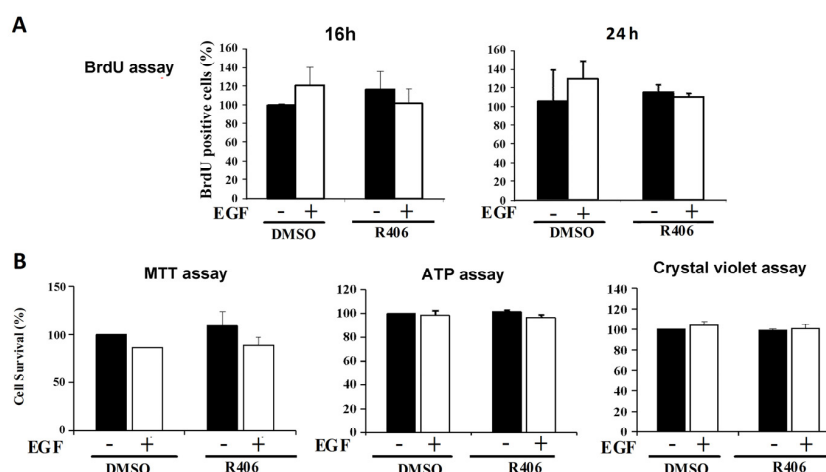 A
16h
24h
BrdU assay
BrdU positive cells (%)
160
140
120
100
80
60
40
20
0
160
140
120
100
80
60
40
20
0
EGF - + - +
EGF - + - +
DMSO R406
DMSO R406
B
MTT assay
ATP assay
Crystal violet assay
Cell Survival (%)
150
100
50
0
120
100
80
60
40
20
0
140
120
100
80
60
40
20
0
EGF - + - +
EGF - + - +
EGF - + - +
DMSO R406
DMSO R406
DMSO R406